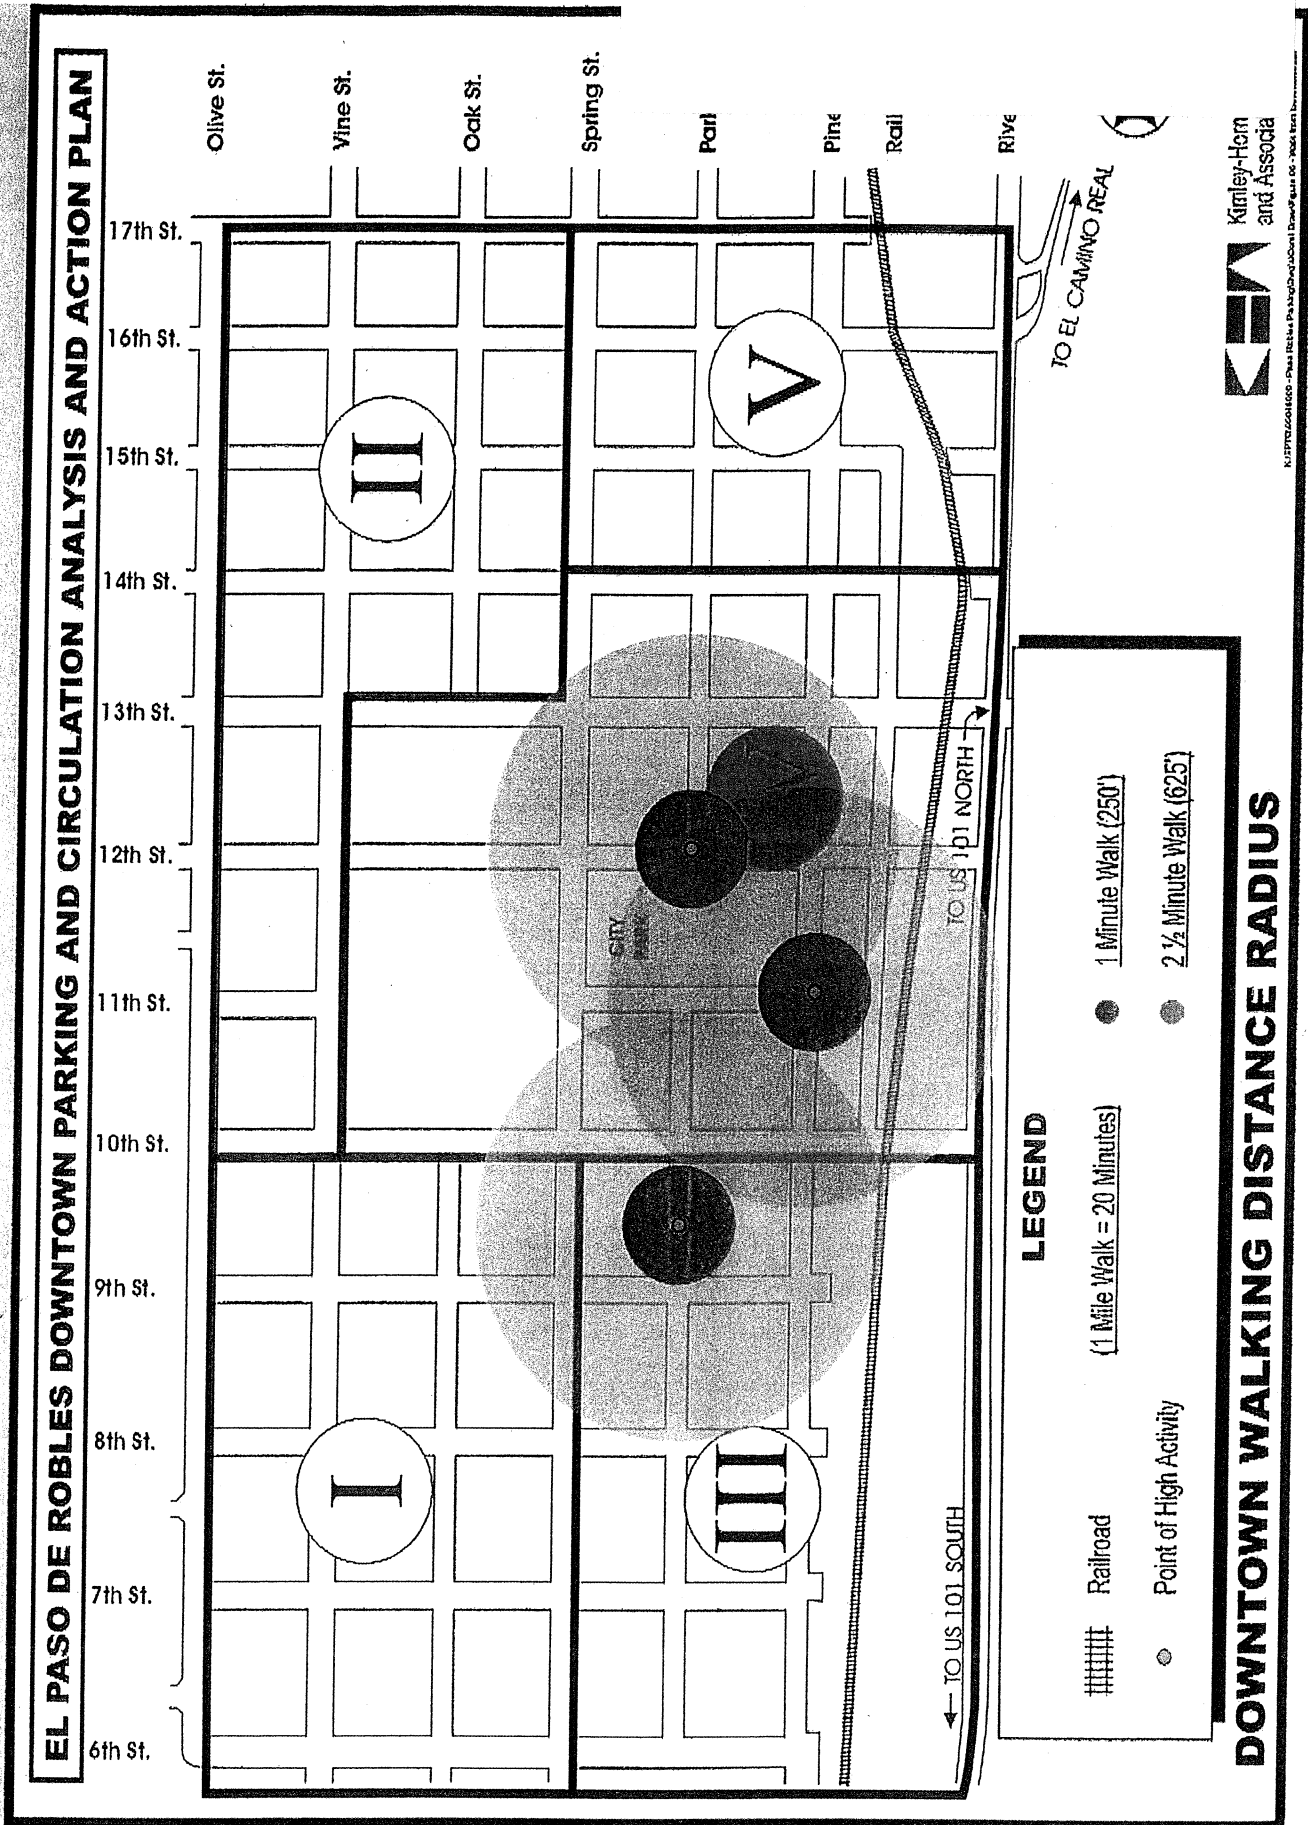 EL PASO DE ROBLES DOWNTOWN PARKING AND CIRCULATION ANALYSIS AND ACTION PLAN
6th St.
7th St.
8th St.
9th St.
10th St.
11th St.
12th St.
13th St.
14th St.
15th St.
16th St.
17th St.
Olive St.
Vine St.
Oak St.
Spring St.
Park
Pine
Rail
Rive
I
II
III
V
CITY
PARK
TO US 101 NORTH
TO US 101 SOUTH
TO EL CAMINO REAL
LEGEND
Railroad
(1 Mile Walk = 20 Minutes)
1 Minute Walk (250')
Point of High Activity
2 ½ Minute Walk (625')
DOWNTOWN WALKING DISTANCE RADIUS
Kimley-Horn
and Associa